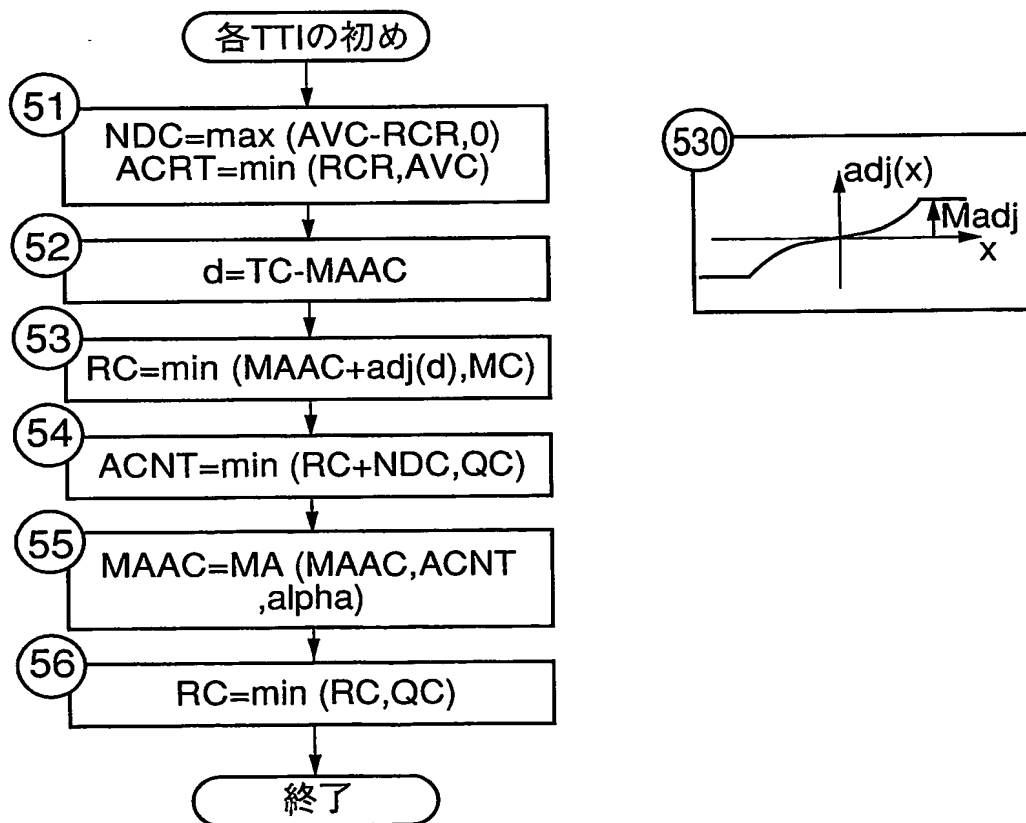 各TTIの初め
51
NDC=max (AVC-RCR,0)
ACRT=min (RCR,AVC)
52
d=TC-MAAC
53
RC=min (MAAC+adj(d),MC)
54
ACNT=min (RC+NDC,QC)
55
MAAC=MA (MAAC,ACNT
,alpha)
56
RC=min (RC,QC)
終了
530
adj(x)
Madj
x